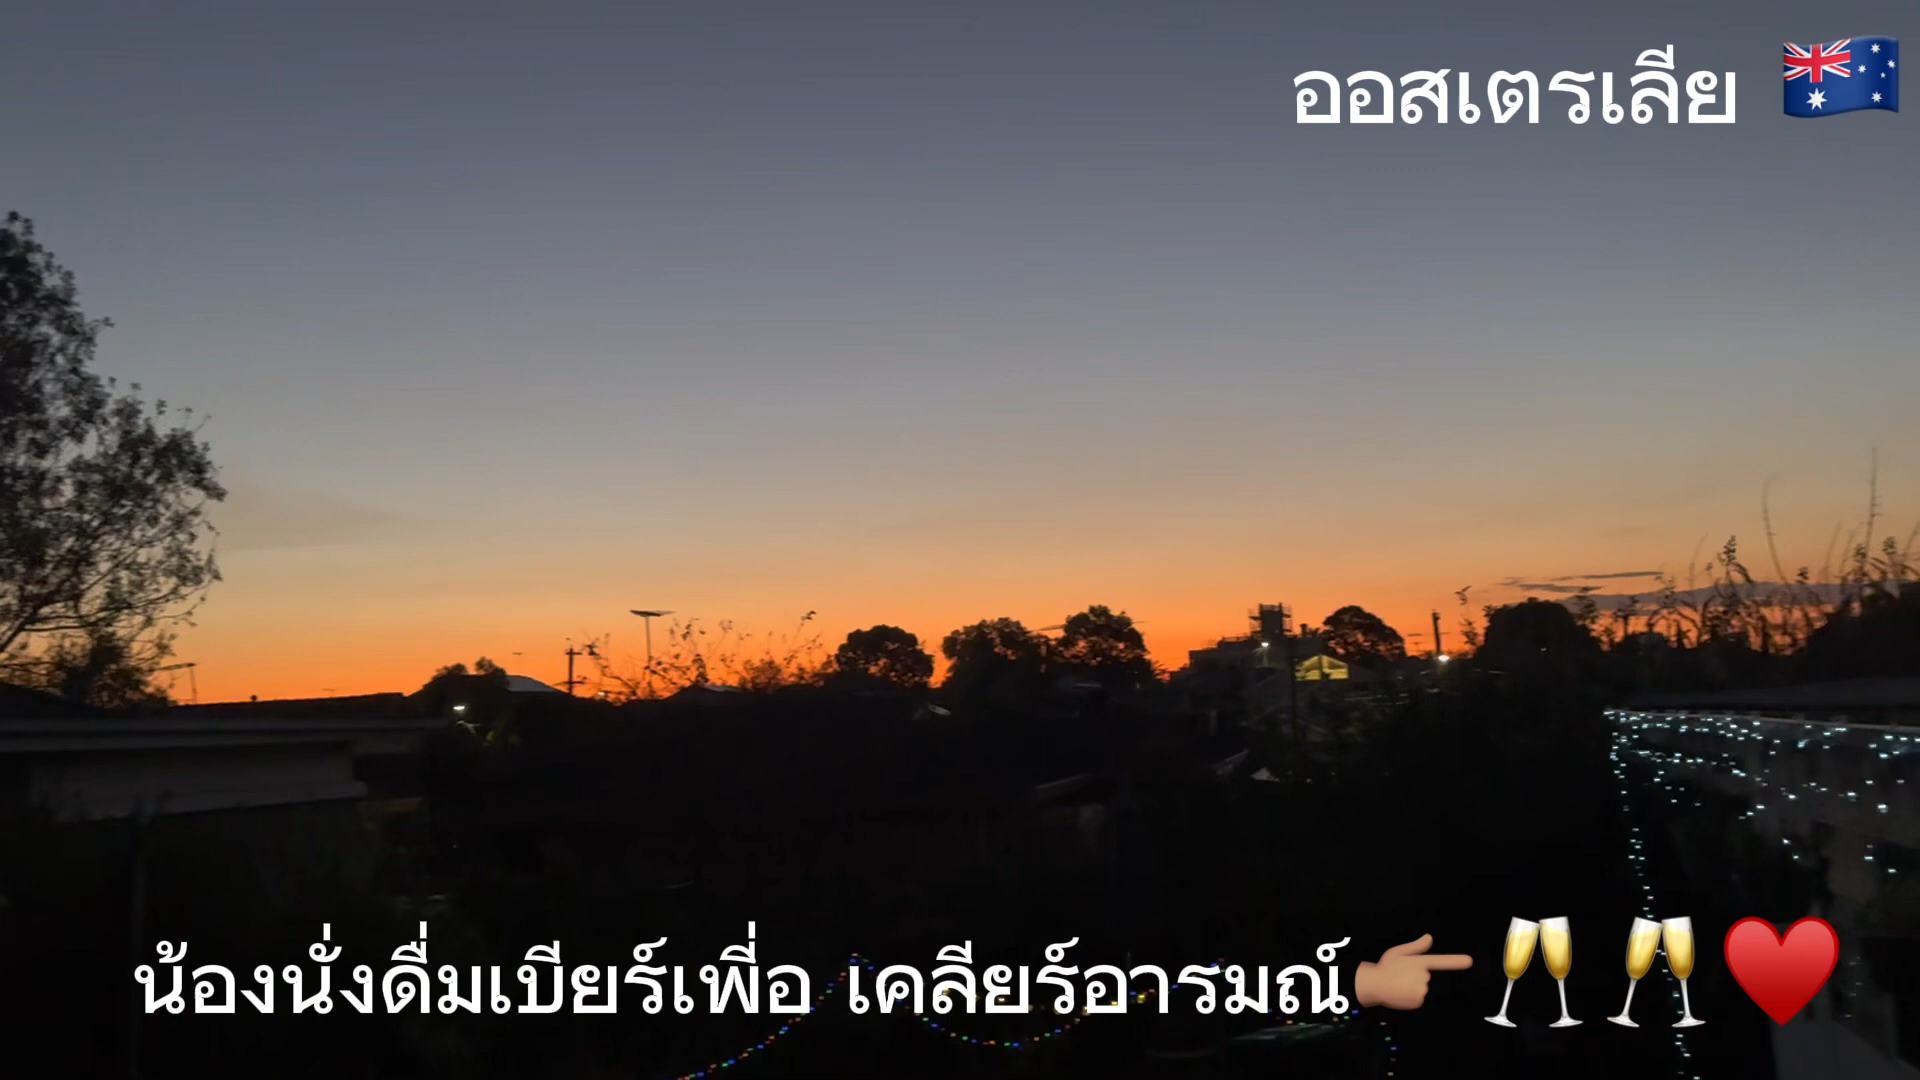 ออสเตรเลีย 🇦🇺
น้องนั่งดื่มเบียร์เพี่อ เคลียร์อารมณ์👉🏼🥂🥂♥️